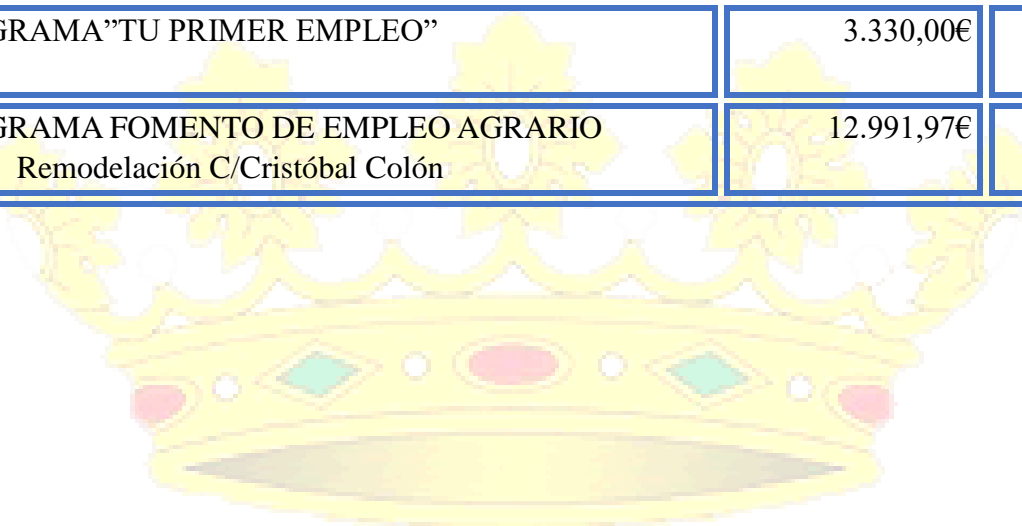 GRAMA”TU PRIMER EMPLEO” 3.330,00€
GRAMA FOMENTO DE EMPLEO AGRARIO 12.991,97€
Remodelación C/Cristóbal Colón